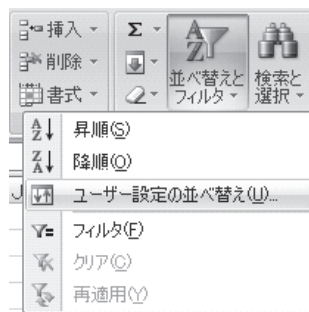 挿入
削除
書式
Σ
並べ替えと
フィルタ
検索と
選択
昇順(S)
降順(O)
ユーザー設定の並べ替え(U)...
フィルタ(F)
クリア(C)
再適用(Y)